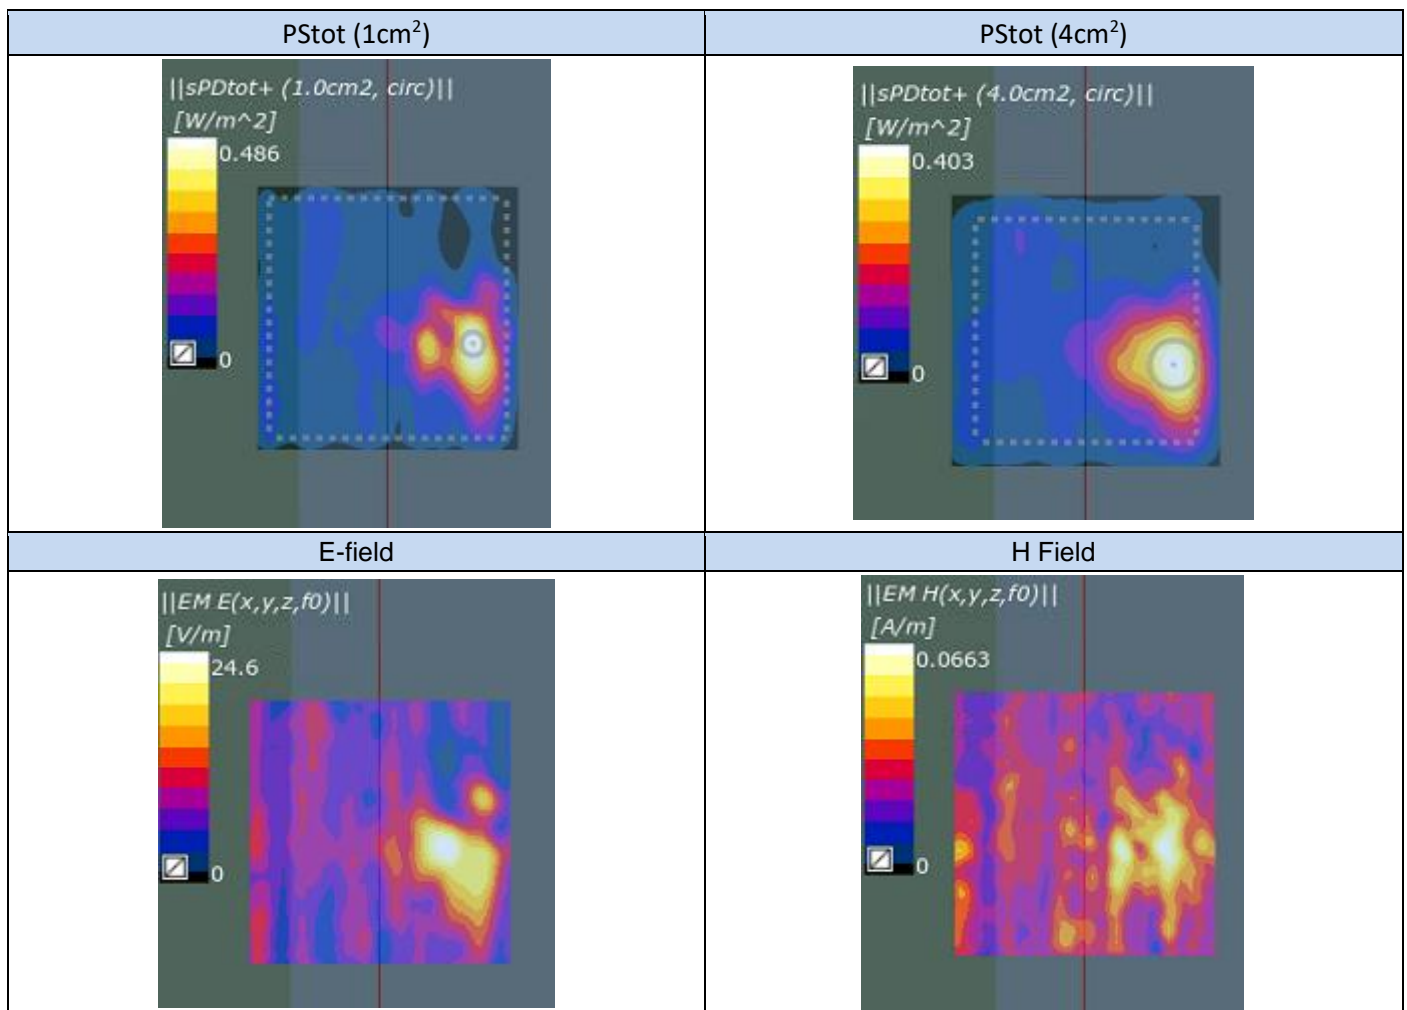 PStot (1cm²)
PStot (4cm²)
||sPDtot+ (1.0cm2, circ)||
[W/m^2]
0.486
0
||sPDtot+ (4.0cm2, circ)||
[W/m^2]
0.403
0
E-field
H Field
||EM E(x,y,z,f0)||
[V/m]
24.6
0
||EM H(x,y,z,f0)||
[A/m]
0.0663
0